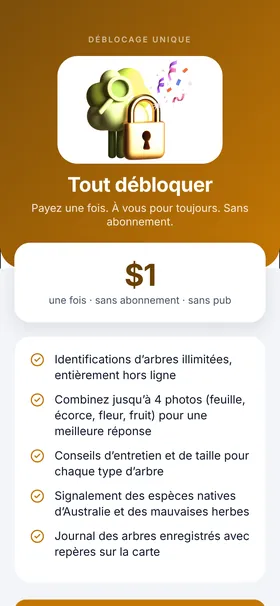 DÉBLOCAGE UNIQUE
Tout débloquer
Payez une fois. À vous pour toujours. Sans
abonnement.
$1
une fois · sans abonnement · sans pub
Identifications d’arbres illimitées,
entièrement hors ligne
Combinez jusqu’à 4 photos (feuille,
écorce, fleur, fruit) pour une
meilleure réponse
Conseils d’entretien et de taille pour
chaque type d’arbre
Signalement des espèces natives
d’Australie et des mauvaises herbes
Journal des arbres enregistrés avec
repères sur la carte